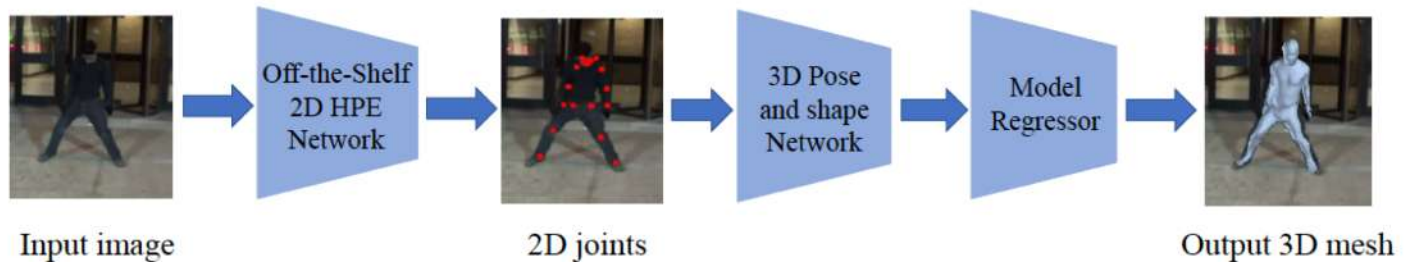 Off-the-Shelf
2D HPE
Network
3D Pose
and shape
Network
Model
Regressor
Input image
2D joints
Output 3D mesh